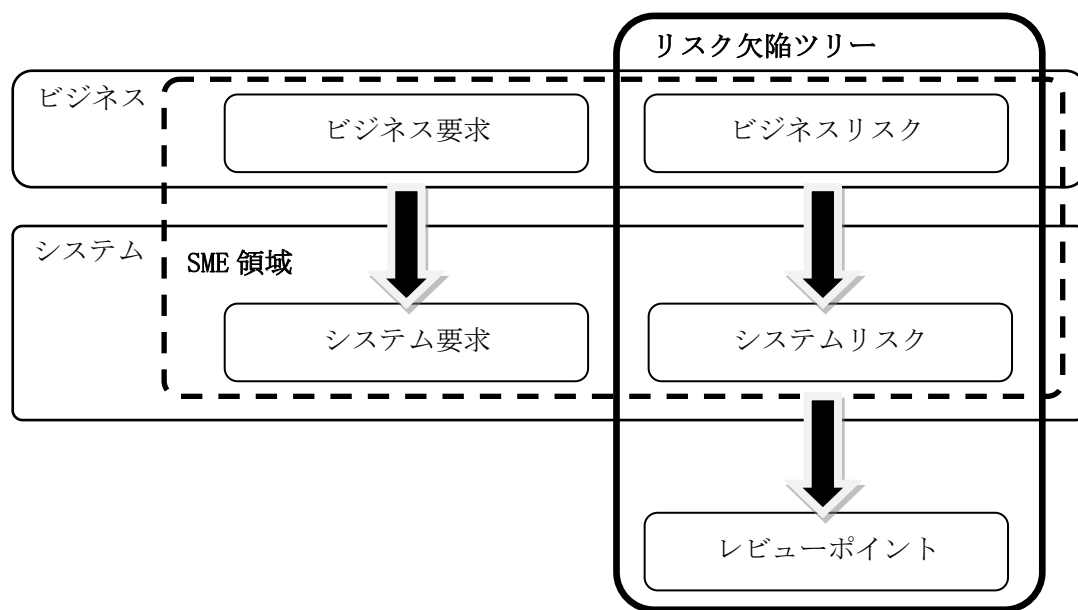 リスク欠陥ツリー
ビジネス
ビジネス要求
ビジネスリスク
システム
SME 領域
システム要求
システムリスク
レビューポイント